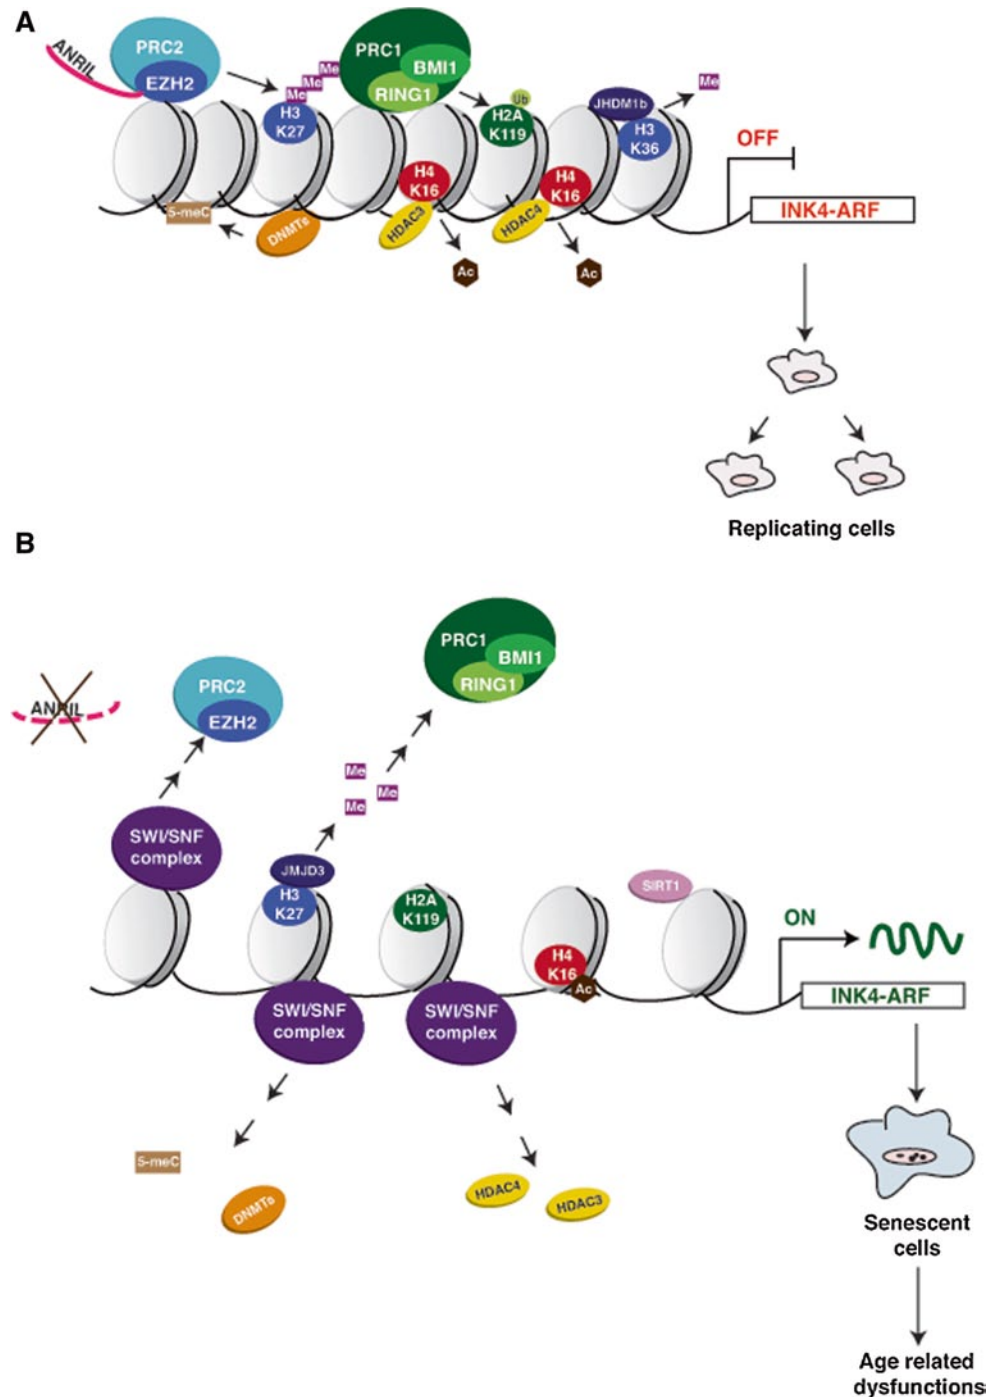 A
ANRIL
PRC2
EZH2
Me
Me
Me
H3
K27
PRC1
BMI1
RING1
Ub
H2A
K119
JHDM1b
H3
K36
Me
H4
K16
H4
K16
HDAC3
HDAC4
5-meC
DNMTs
Ac
Ac
OFF
INK4-ARF
Replicating cells
B
ANRIL
PRC2
EZH2
PRC1
BMI1
RING1
Me
Me
Me
SWI/SNF
complex
JMJD3
H3
K27
H2A
K119
H4
K16
Ac
SIRT1
ON
INK4-ARF
SWI/SNF
complex
SWI/SNF
complex
5-meC
DNMTs
HDAC4
HDAC3
Senescent
cells
Age related
dysfunctions